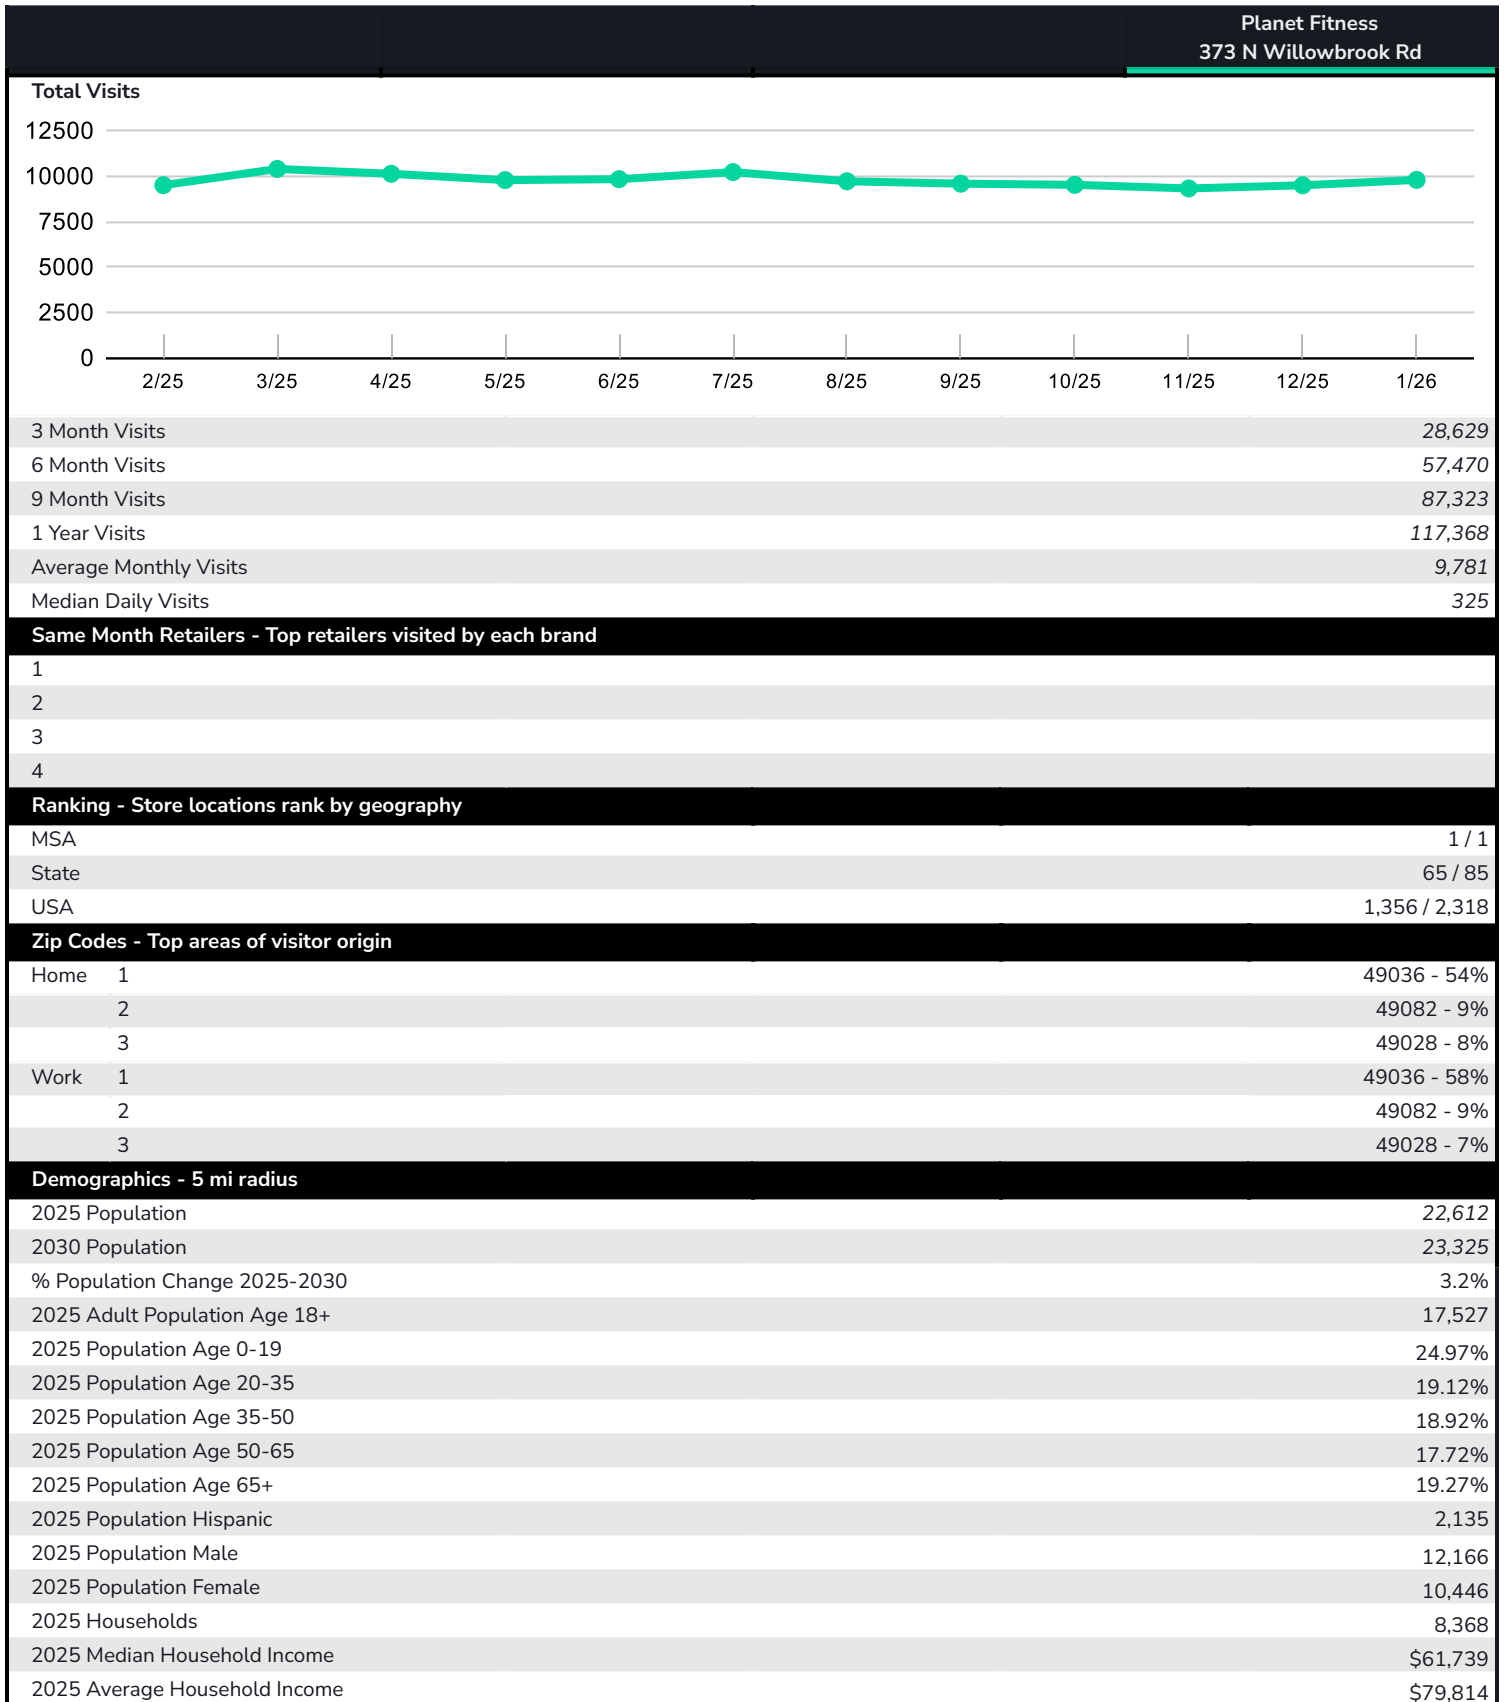 Planet Fitness
373 N Willowbrook Rd
Total Visits
12500
10000
7500
5000
2500
0
2/25 3/25 4/25 5/25 6/25 7/25 8/25 9/25 10/25 11/25 12/25 1/26
3 Month Visits 28,629
6 Month Visits 57,470
9 Month Visits 87,323
1 Year Visits 117,368
Average Monthly Visits 9,781
Median Daily Visits 325
Same Month Retailers - Top retailers visited by each brand
1
2
3
4
Ranking - Store locations rank by geography
MSA 1 / 1
State 65 / 85
USA 1,356 / 2,318
Zip Codes - Top areas of visitor origin
Home 1 49036 - 54%
2 49082 - 9%
3 49028 - 8%
Work 1 49036 - 58%
2 49082 - 9%
3 49028 - 7%
Demographics - 5 mi radius
2025 Population 22,612
2030 Population 23,325
% Population Change 2025-2030 3.2%
2025 Adult Population Age 18+ 17,527
2025 Population Age 0-19 24.97%
2025 Population Age 20-35 19.12%
2025 Population Age 35-50 18.92%
2025 Population Age 50-65 17.72%
2025 Population Age 65+ 19.27%
2025 Population Hispanic 2,135
2025 Population Male 12,166
2025 Population Female 10,446
2025 Households 8,368
2025 Median Household Income $61,739
2025 Average Household Income $79,814